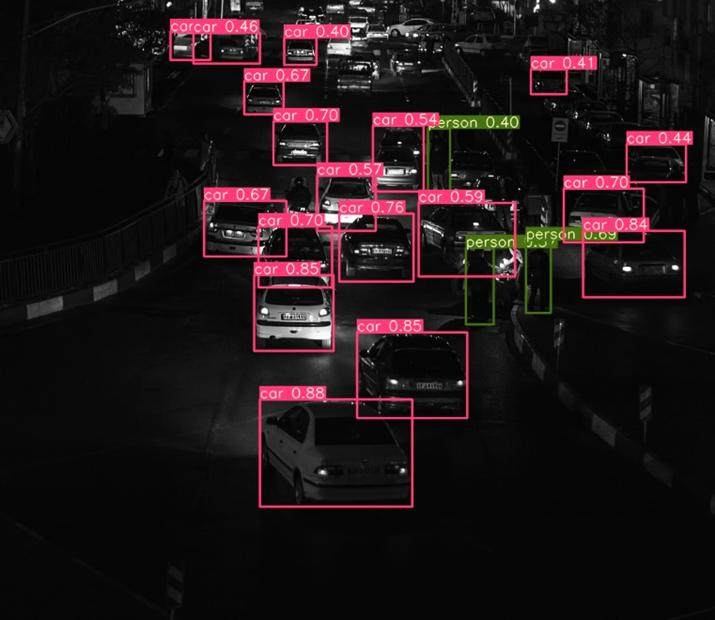 car
car 0.46
car 0.40
car 0.41
car 0.67
car 0.70
car 0.54
person 0.40
car 0.44
car 0.57
car 0.70
car 0.67
car 0.59
car 0.76
car 0.70
car 0.84
person 0.69
person
car 0.85
car 0.85
car 0.88